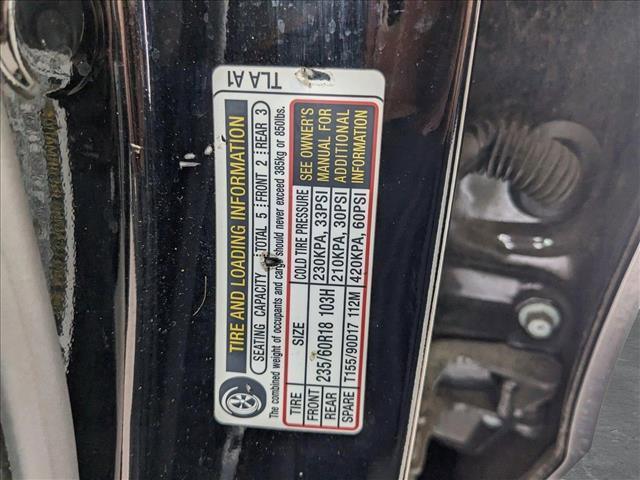 TLA A1
TIRE AND LOADING INFORMATION
SEATING CAPACITY TOTAL 5 FRONT 2 REAR 3
The combined weight of occupants and cargo should never exceed 385kg or 850lbs.
TIRE SIZE COLD TIRE PRESSURE
FRONT 235/60R18 103H 230KPA, 33PSI
REAR 210KPA, 30PSI
SPARE T155/90D17 112M 420KPA, 60PSI
SEE OWNER'S
MANUAL FOR
ADDITIONAL
INFORMATION